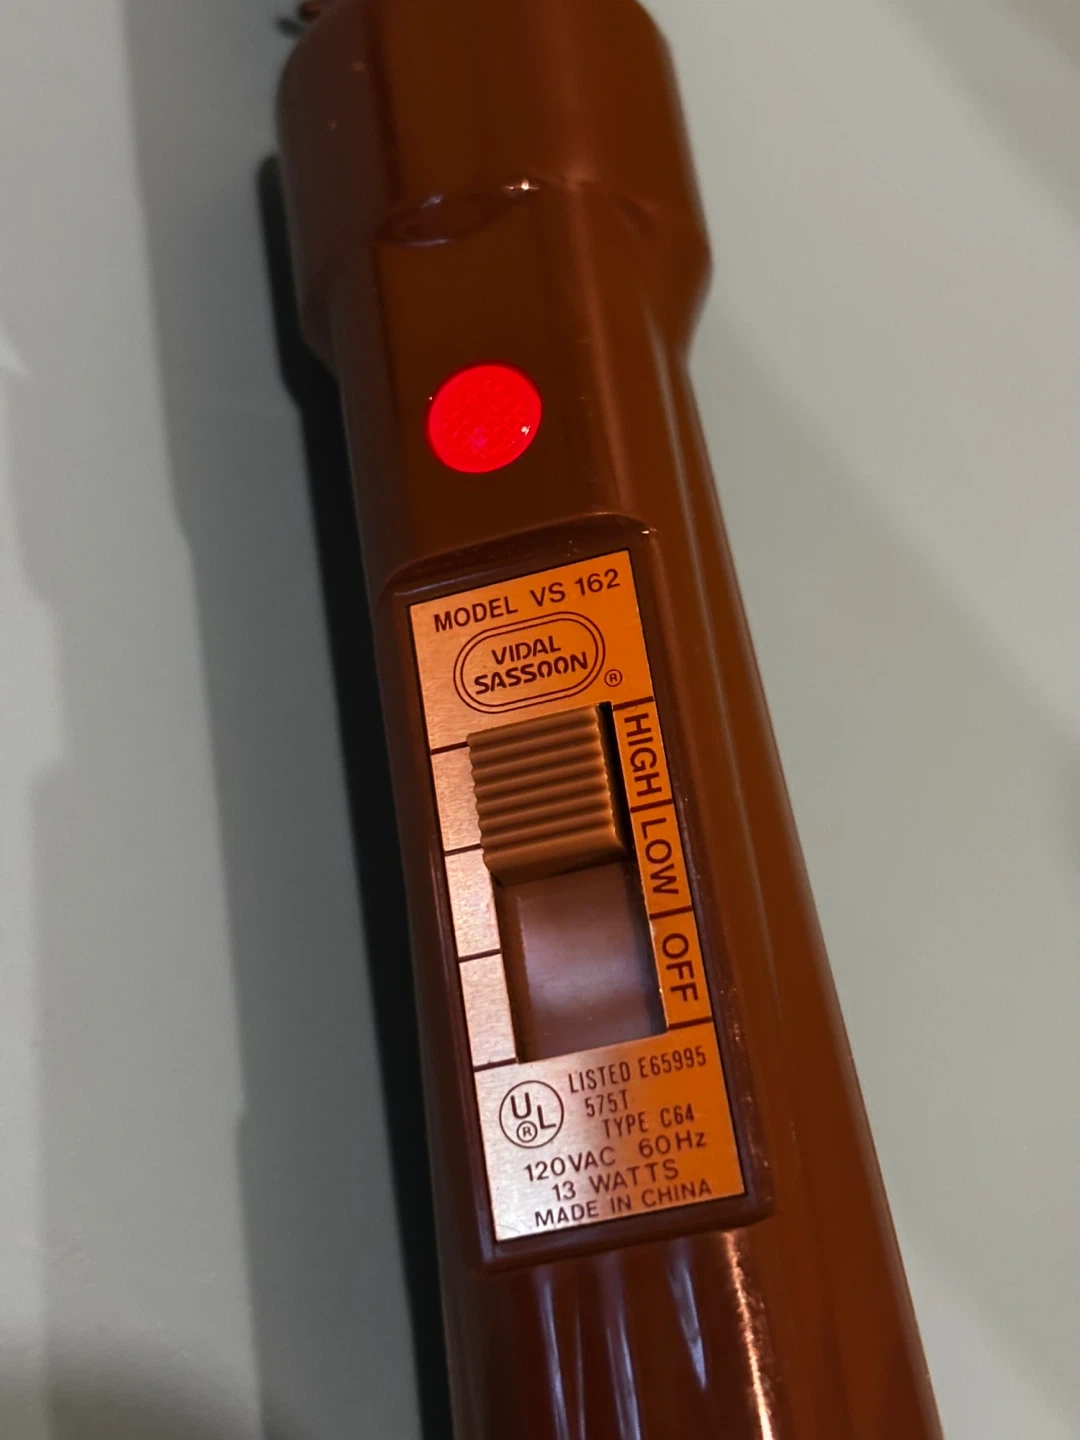 MODEL VS 162
VIDAL
SASSOON
®
HIGH
LOW
OFF
UL
®
LISTED E65995
575T
TYPE C64
120VAC 60Hz
13 WATTS
MADE IN CHINA